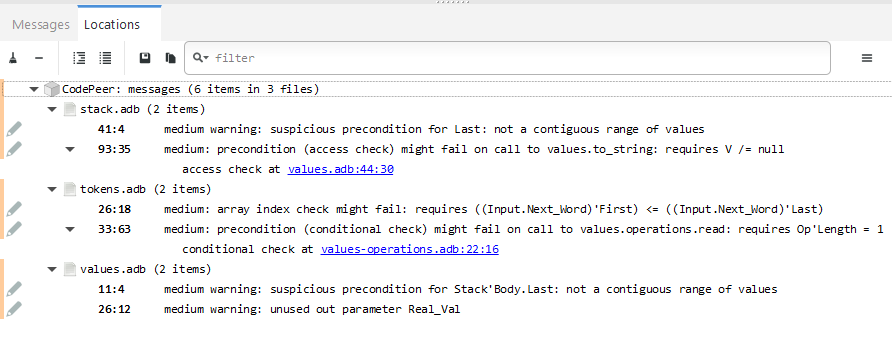 Messages Locations
filter
CodePeer: messages (6 items in 3 files)
stack.adb (2 items)
41:4 medium warning: suspicious precondition for Last: not a contiguous range of values
93:35 medium: precondition (access check) might fail on call to values.to_string: requires V /= null
access check at values.adb:44:30
tokens.adb (2 items)
26:18 medium: array index check might fail: requires ((Input.Next_Word)'First) <= ((Input.Next_Word)'Last)
33:63 medium: precondition (conditional check) might fail on call to values.operations.read: requires Op'Length = 1
conditional check at values-operations.adb:22:16
values.adb (2 items)
11:4 medium warning: suspicious precondition for Stack'Body.Last: not a contiguous range of values
26:12 medium warning: unused out parameter Real_Val